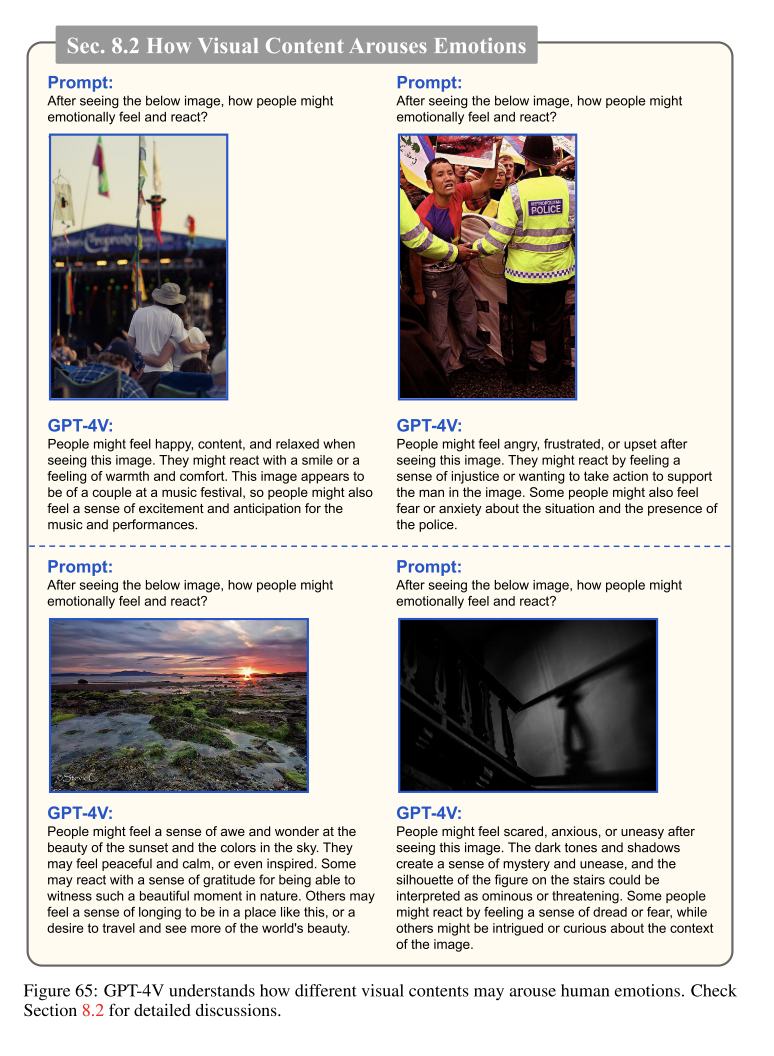 Sec. 8.2 How Visual Content Arouses Emotions
Prompt:
After seeing the below image, how people might
emotionally feel and react?
METROPOLITAN
POLICE
GPT-4V:
People might feel happy, content, and relaxed when
seeing this image. They might react with a smile or a
feeling of warmth and comfort. This image appears to
be of a couple at a music festival, so people might also
feel a sense of excitement and anticipation for the
music and performances.
Prompt:
After seeing the below image, how people might
emotionally feel and react?
GPT-4V:
People might feel angry, frustrated, or upset after
seeing this image. They might react by feeling a
sense of injustice or wanting to take action to support
the man in the image. Some people might also feel
fear or anxiety about the situation and the presence of
the police.
Prompt:
After seeing the below image, how people might
emotionally feel and react?
GPT-4V:
People might feel a sense of awe and wonder at the
beauty of the sunset and the colors in the sky. They
may feel peaceful and calm, or even inspired. Some
may react with a sense of gratitude for being able to
witness such a beautiful moment in nature. Others may
feel a sense of longing to be in a place like this, or a
desire to travel and see more of the world's beauty.
Prompt:
After seeing the below image, how people might
emotionally feel and react?
GPT-4V:
People might feel scared, anxious, or uneasy after
seeing this image. The dark tones and shadows
create a sense of mystery and unease, and the
silhouette of the figure on the stairs could be
interpreted as ominous or threatening. Some people
might react by feeling a sense of dread or fear, while
others might be intrigued or curious about the context
of the image.
Figure 65: GPT-4V understands how different visual contents may arouse human emotions. Check
Section 8.2 for detailed discussions.